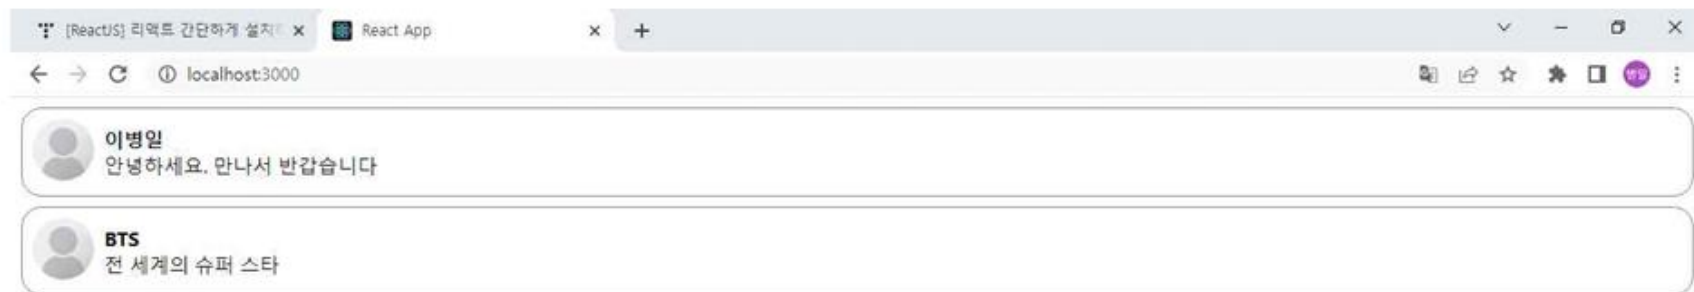 [ReactJS] 리액트 간단하게 설치
React App
localhost:3000
병일
이병일
안녕하세요. 만나서 반갑습니다
BTS
전 세계의 슈퍼 스타